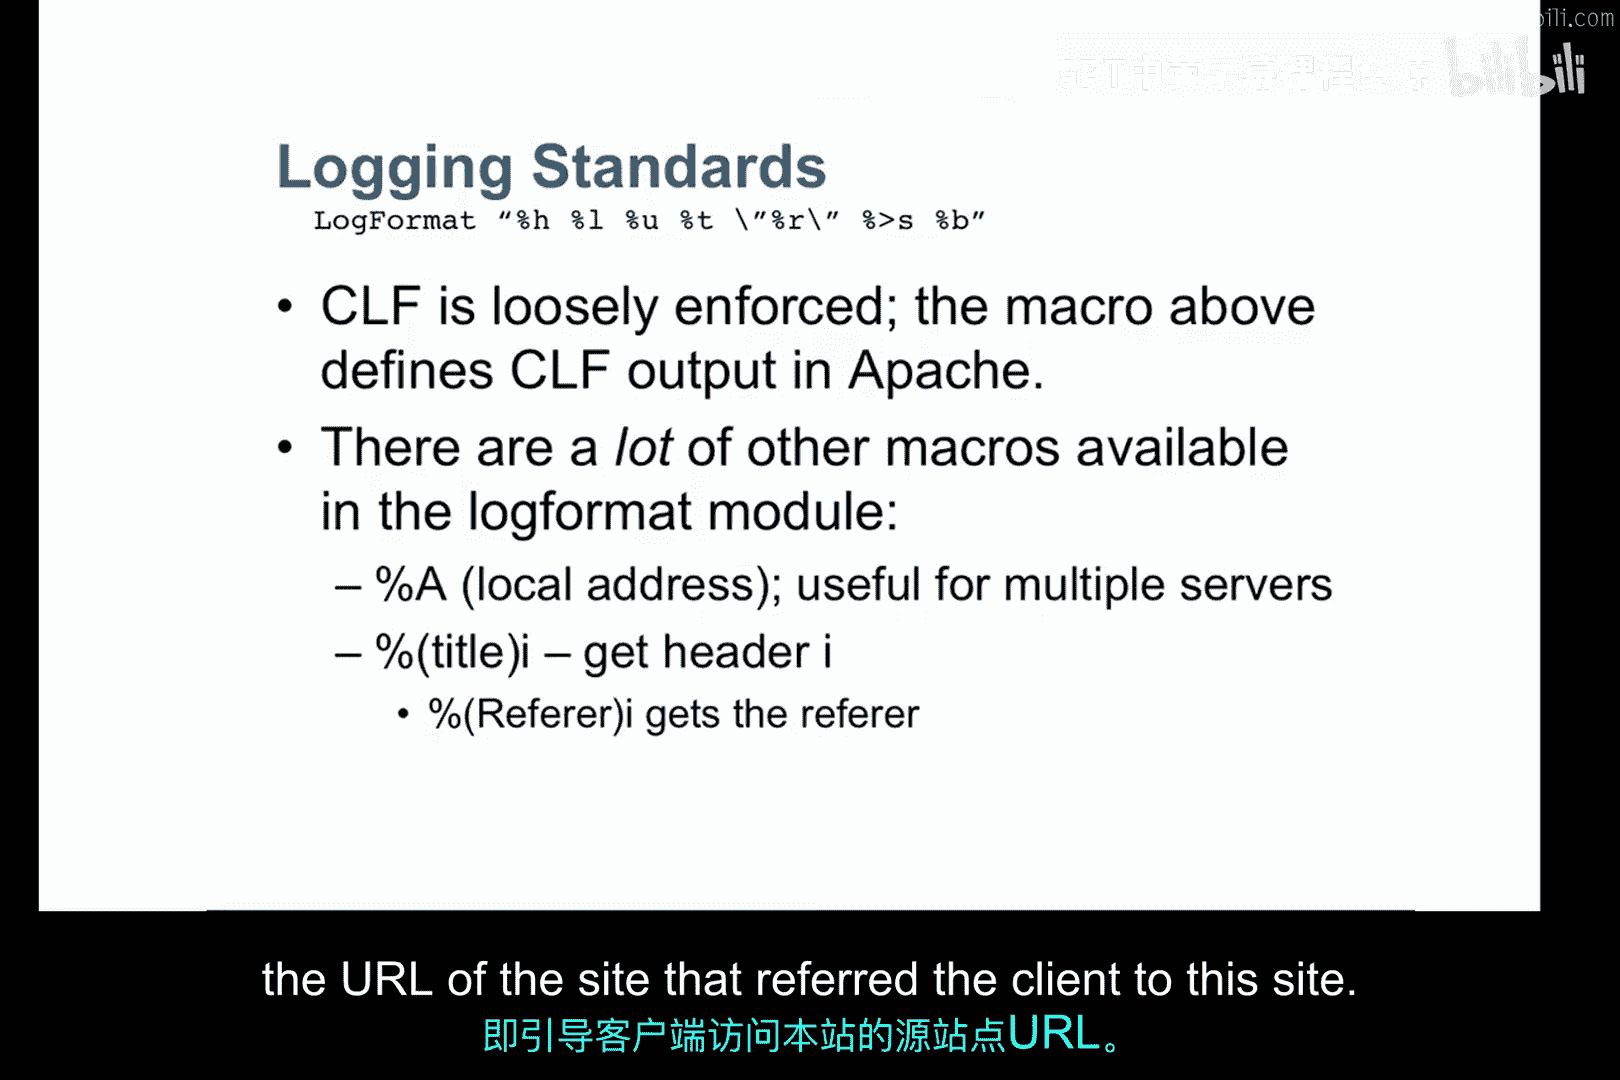 bili.com
bilibili
Logging Standards
LogFormat “%h %l %u %t \”%r\” %>s %b”
• CLF is loosely enforced; the macro above
defines CLF output in Apache.
• There are a lot of other macros available
in the logformat module:
– %A (local address); useful for multiple servers
– %(title)i – get header i
• %(Referer)i gets the referer
the URL of the site that referred the client to this site.
即引导客户端访问本站的源站点URL。